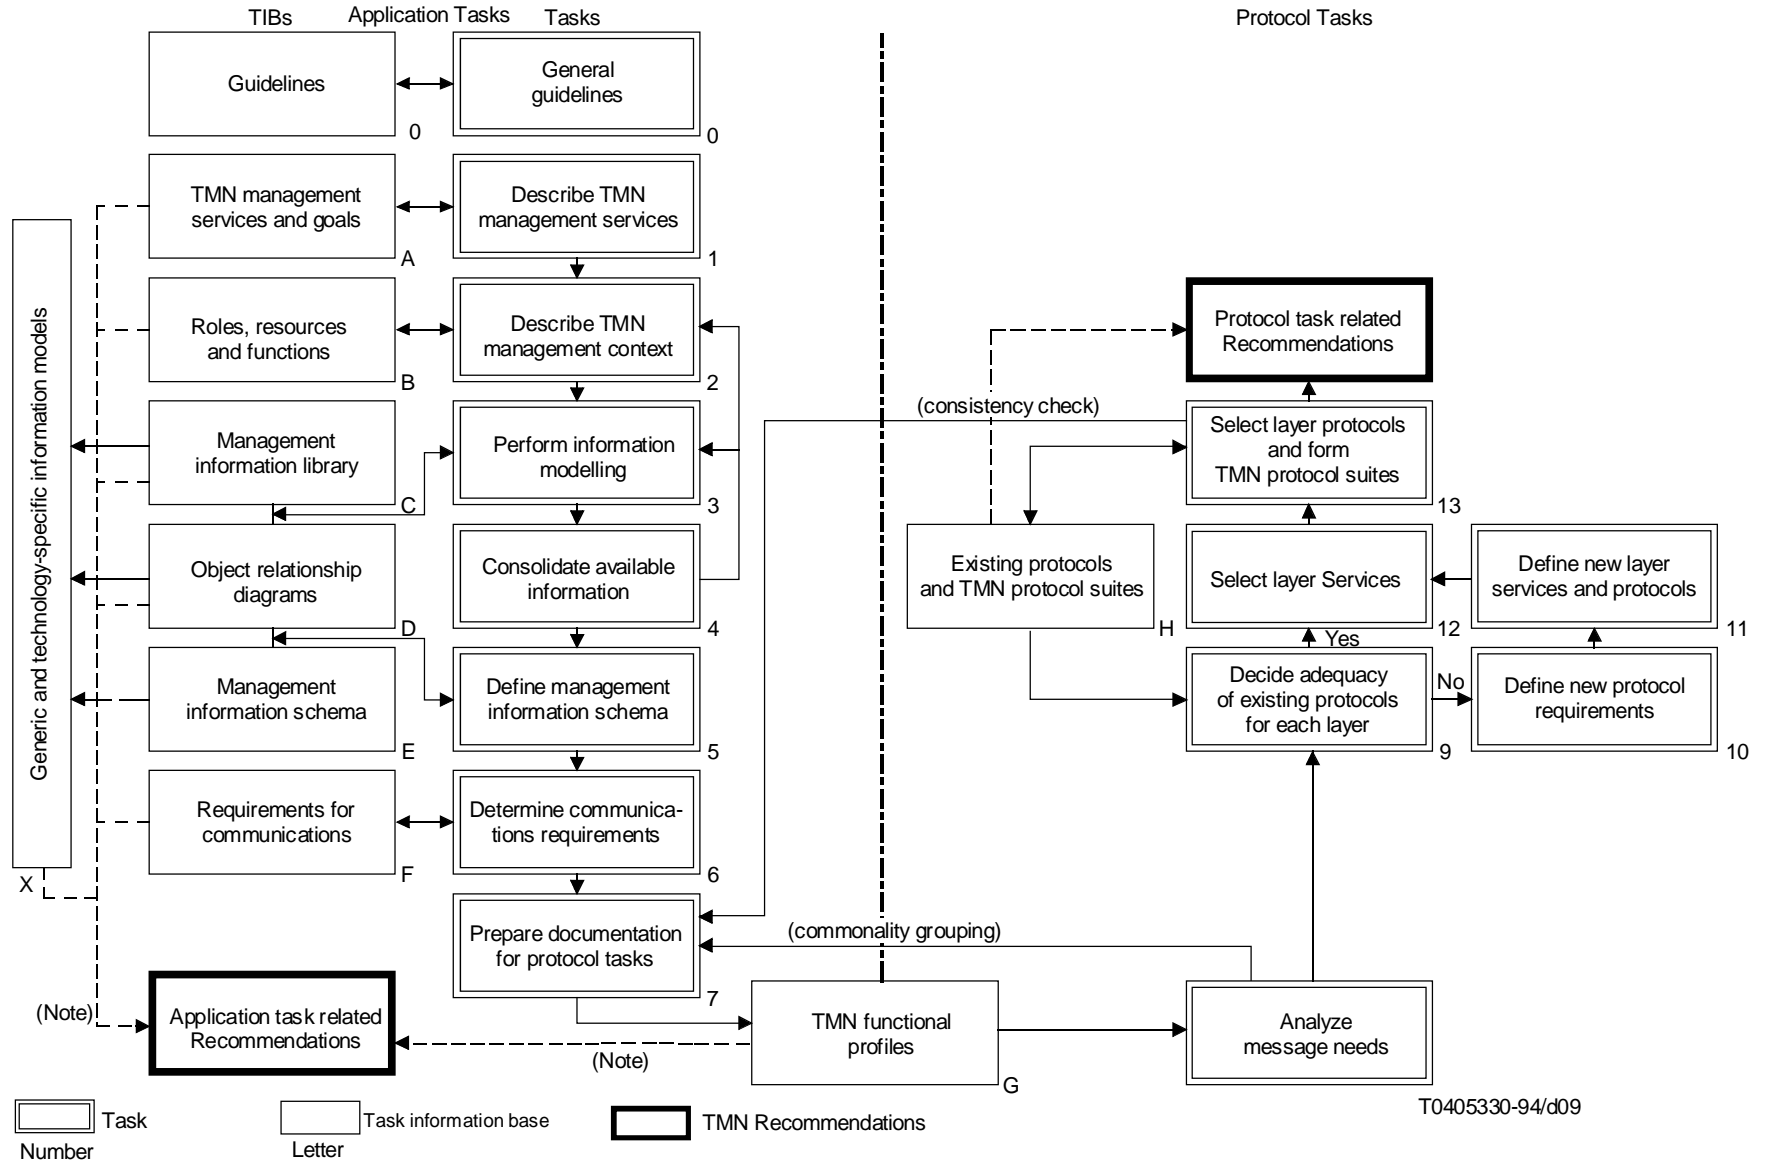 TIBs
Application Tasks
Tasks
Protocol Tasks
Guidelines
0
General
guidelines
0
TMN management
services and goals
A
Describe TMN
management services
1
Roles, resources
and functions
B
Describe TMN
management context
2
Protocol task related
Recommendations
Generic and technology-specific information models
X
Management
information library
C
Perform information
modelling
3
(consistency check)
Select layer protocols
and form
TMN protocol suites
13
Object relationship
diagrams
D
Consolidate available
information
4
Existing protocols
and TMN protocol suites
H
Select layer Services
12
Define new layer
services and protocols
11
Yes
Management
information schema
E
Define management
information schema
5
Decide adequacy
of existing protocols
for each layer
9
No
Define new protocol
requirements
10
Requirements for
communications
F
Determine communica-
tions requirements
6
Prepare documentation
for protocol tasks
7
(commonality grouping)
(Note)
Application task related
Recommendations
(Note)
TMN functional
profiles
G
Analyze
message needs
T0405330-94/d09
Task
Number
Task information base
Letter
TMN Recommendations